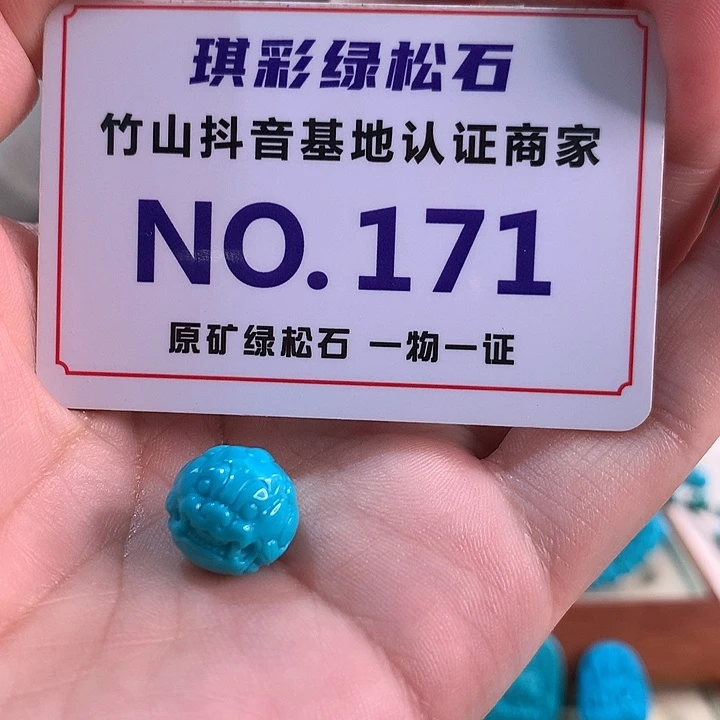 琪彩绿松石
竹山抖音基地认证商家
NO.171
原矿绿松石 一物一证